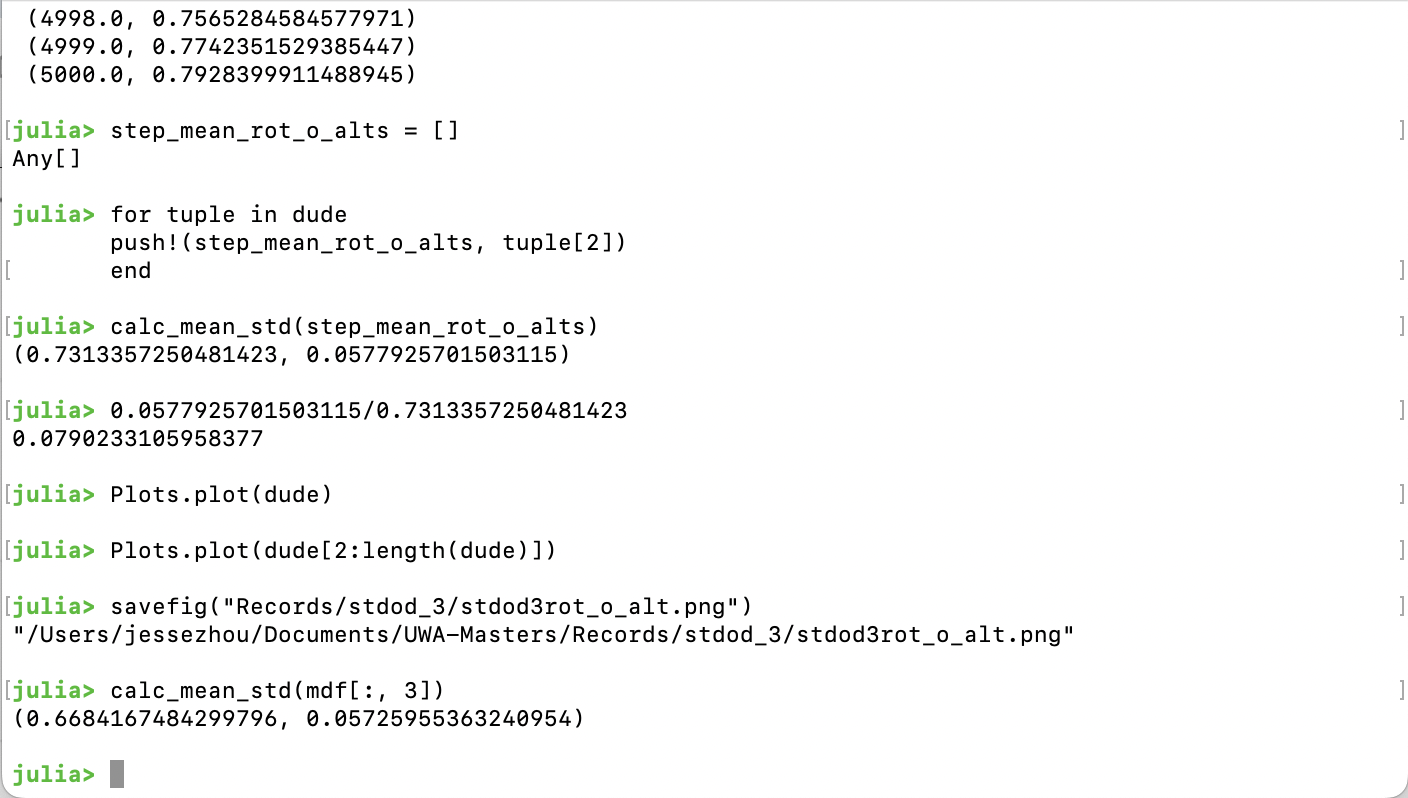 (4998.0, 0.7565284584577971)
(4999.0, 0.7742351529385447)
(5000.0, 0.7928399911488945)
[julia> step_mean_rot_o_alts = [] ]
Any[]
julia> for tuple in dude
push!(step_mean_rot_o_alts, tuple[2])
[ end ]
[julia> calc_mean_std(step_mean_rot_o_alts) ]
(0.7313357250481423, 0.0577925701503115)
[julia> 0.0577925701503115/0.7313357250481423 ]
0.0790233105958377
[julia> Plots.plot(dude) ]
[julia> Plots.plot(dude[2:length(dude)]) ]
[julia> savefig("Records/stdod_3/stdod3rot_o_alt.png") ]
"/Users/jessezhou/Documents/UWA-Masters/Records/stdod_3/stdod3rot_o_alt.png"
[julia> calc_mean_std(mdf[:, 3]) ]
(0.6684167484299796, 0.05725955363240954)
julia>